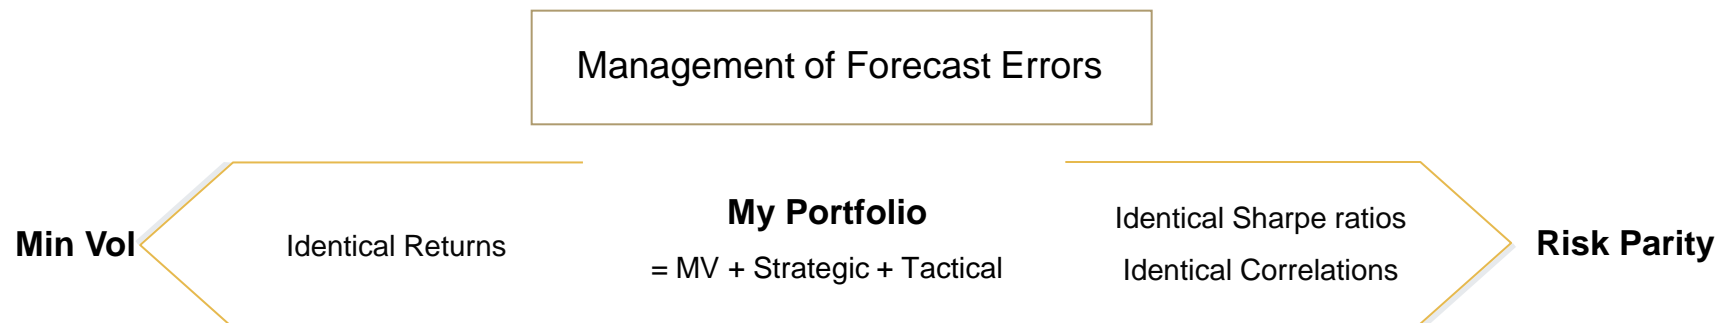 Management of Forecast Errors
Min Vol
Identical Returns
My Portfolio
= MV + Strategic + Tactical
Identical Sharpe ratios
Identical Correlations
Risk Parity